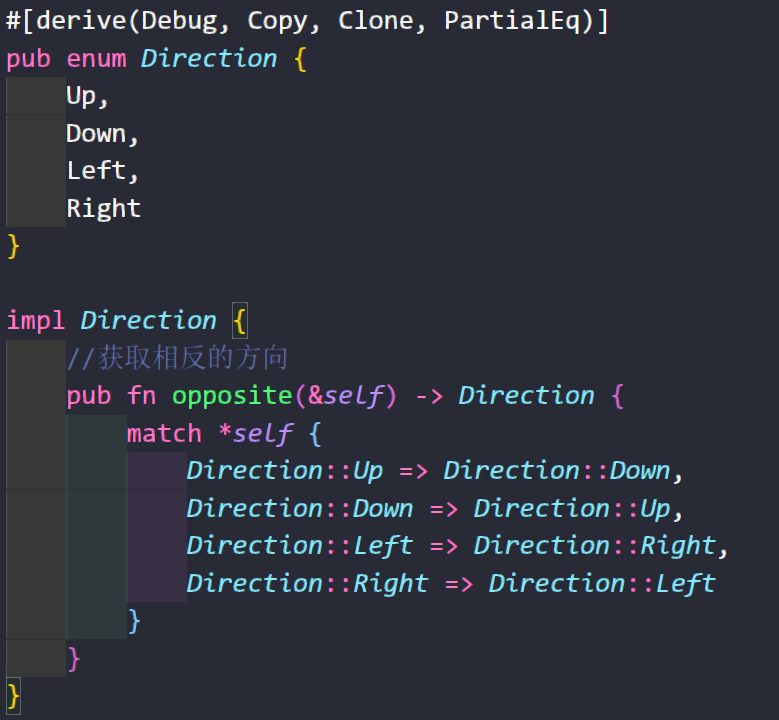 #[derive(Debug, Copy, Clone, PartialEq)]
pub enum Direction {
    Up,
    Down,
    Left,
    Right
}

impl Direction {
    //获取相反的方向
    pub fn opposite(&self) -> Direction {
        match *self {
            Direction::Up => Direction::Down,
            Direction::Down => Direction::Up,
            Direction::Left => Direction::Right,
            Direction::Right => Direction::Left
        }
    }
}